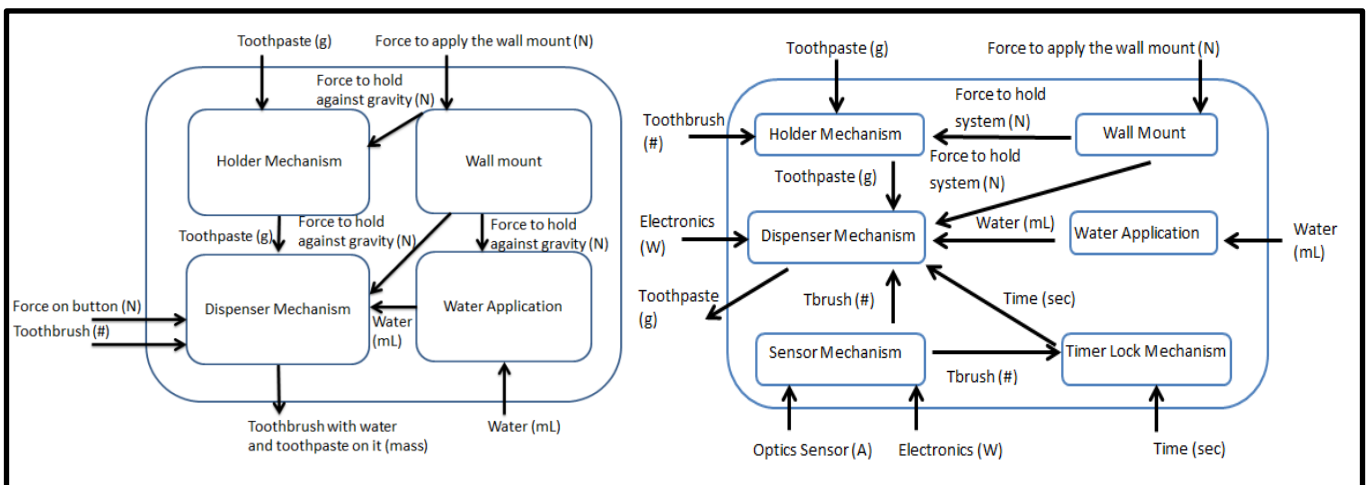 Toothpaste (g)
Force to apply the wall mount (N)
Force to hold
against gravity (N)
Holder Mechanism
Wall mount
Toothpaste (g)
Force to hold
against gravity (N)
Force to hold
against gravity (N)
Force on button (N)
Toothbrush (#)
Dispenser Mechanism
Water
(mL)
Water Application
Toothbrush with water
and toothpaste on it (mass)
Water (mL)
Toothpaste (g)
Force to apply the wall mount (N)
Toothbrush
(#)
Holder Mechanism
Force to hold
system (N)
Wall Mount
Toothpaste (g)
Force to hold
system (N)
Electronics
(W)
Dispenser Mechanism
Water (mL)
Water Application
Water
(mL)
Toothpaste
(g)
Tbrush (#)
Time (sec)
Sensor Mechanism
Tbrush (#)
Timer Lock Mechanism
Optics Sensor (A)
Electronics (W)
Time (sec)